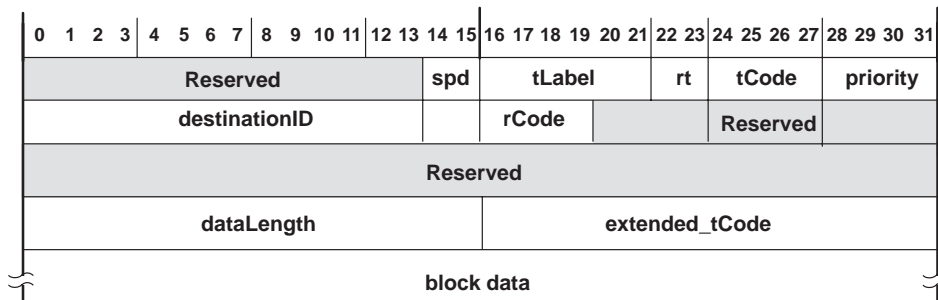 0 1 2 3 4 5 6 7 8 9 10 11 12 13 14 15 16 17 18 19 20 21 22 23 24 25 26 27 28 29 30 31
Reserved spd tLabel rt tCode priority
destinationID rCode Reserved
Reserved
dataLength extended_tCode
block data